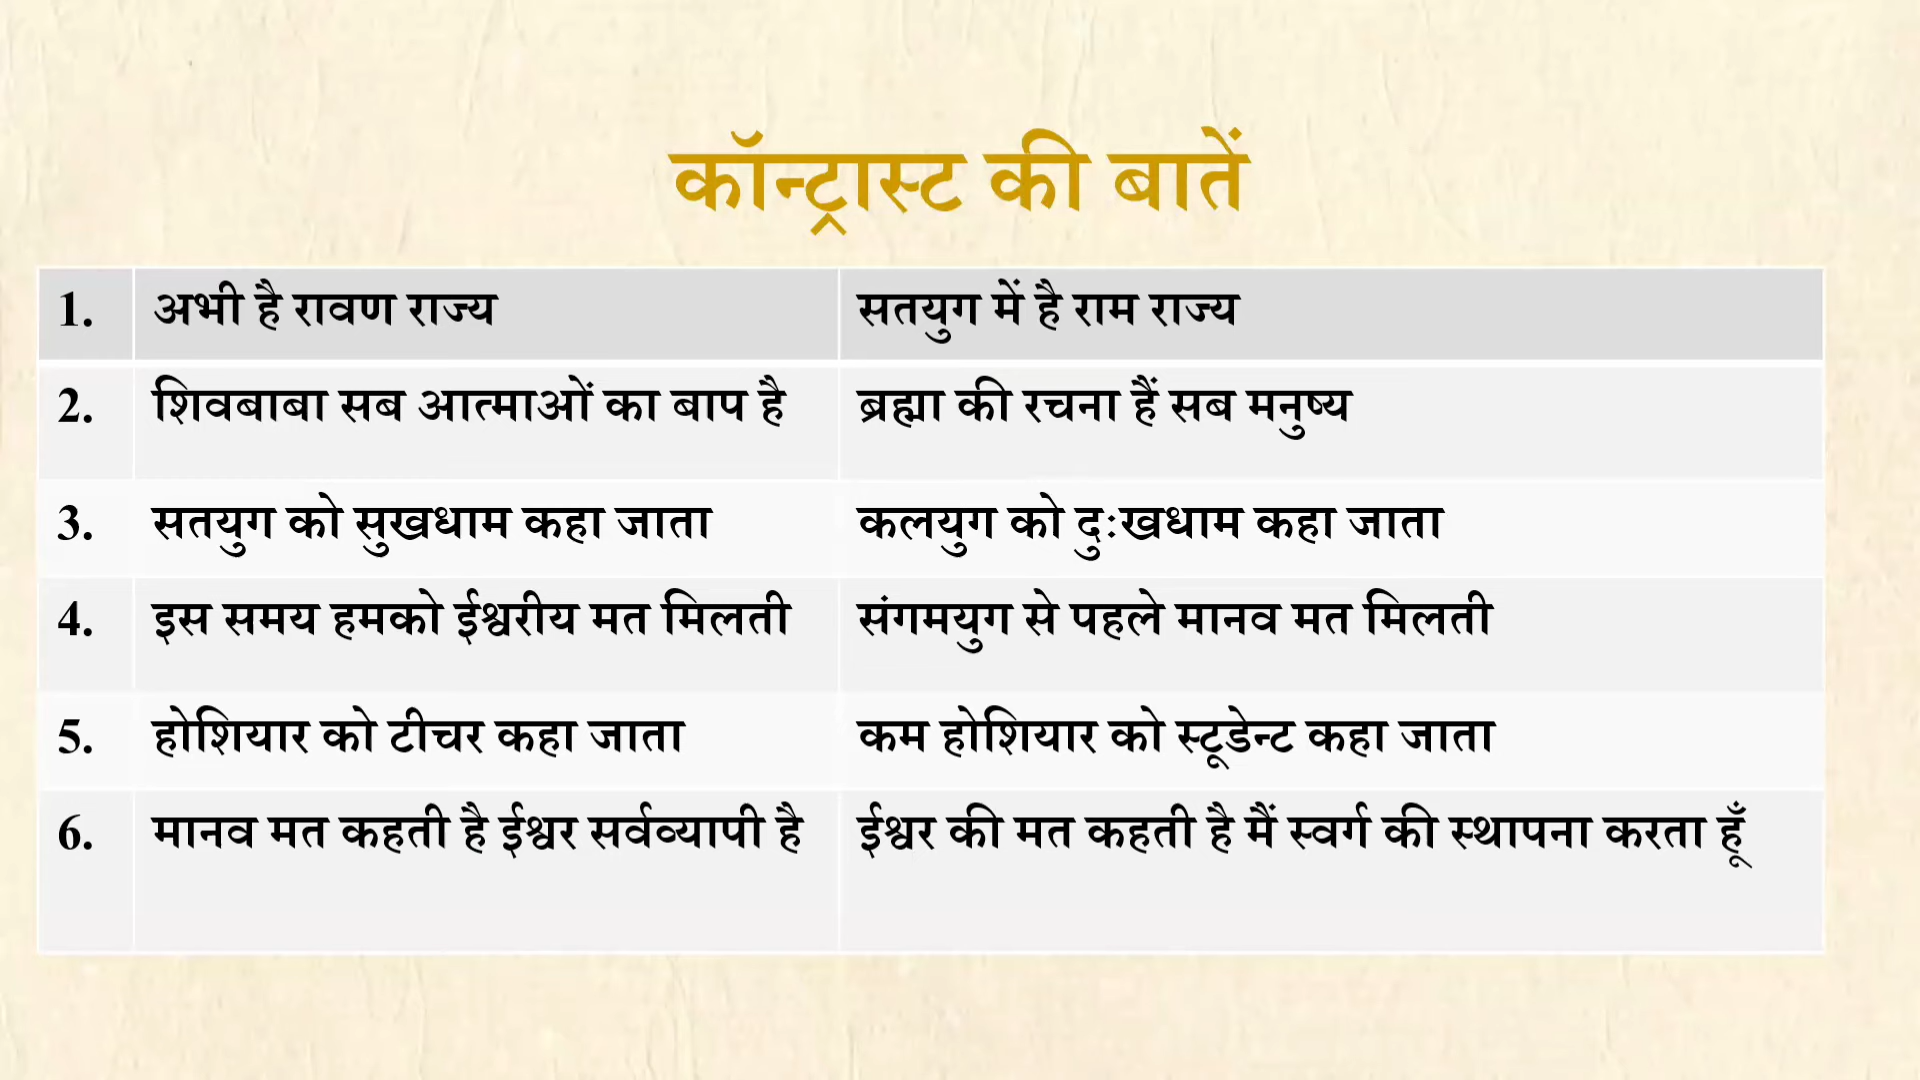 कॉन्ट्रास्ट की बातें
1. अभी है रावण राज्य सतयुग में है राम राज्य
2. शिवबाबा सब आत्माओं का बाप है ब्रह्मा की रचना हैं सब मनुष्य
3. सतयुग को सुखधाम कहा जाता कलयुग को दुःखधाम कहा जाता
4. इस समय हमको ईश्वरीय मत मिलती संगमयुग से पहले मानव मत मिलती
5. होशियार को टीचर कहा जाता कम होशियार को स्टूडेन्ट कहा जाता
6. मानव मत कहती है ईश्वर सर्वव्यापी है ईश्वर की मत कहती है मैं स्वर्ग की स्थापना करता हूँ